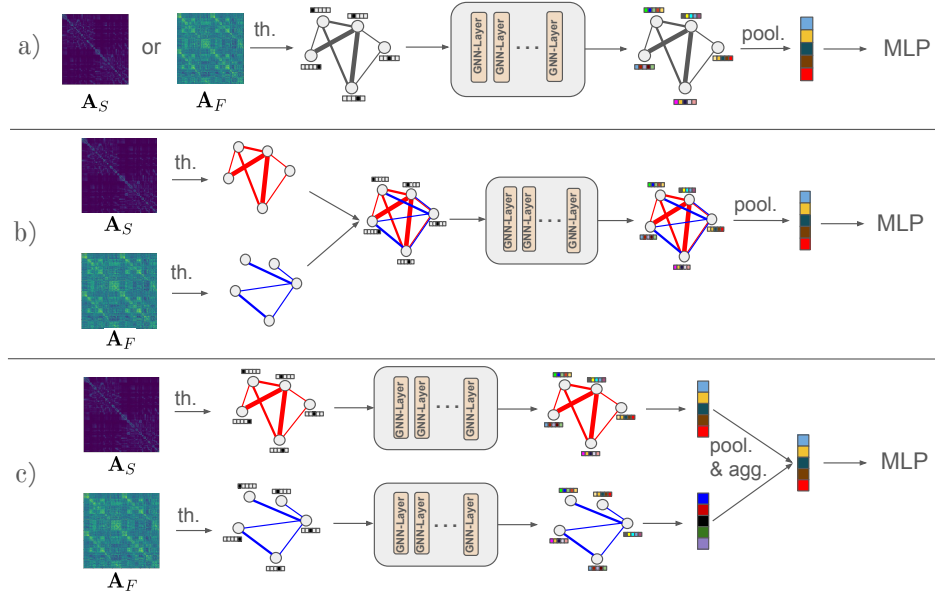 a)
or
th.
GNN-Layer
GNN-Layer
...
GNN-Layer
pool.
MLP
A_S
A_F
b)
th.
A_S
GNN-Layer
GNN-Layer
...
GNN-Layer
pool.
MLP
th.
A_F
c)
th.
GNN-Layer
GNN-Layer
...
GNN-Layer
A_S
pool.
& agg.
MLP
th.
GNN-Layer
GNN-Layer
...
GNN-Layer
A_F